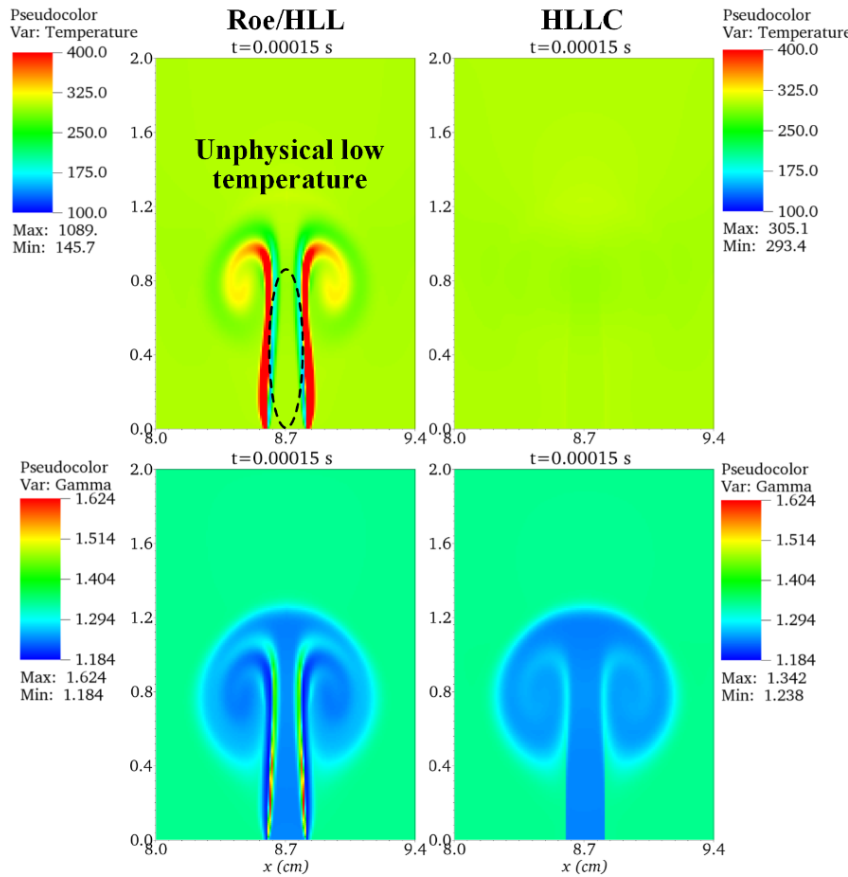 Roe/HLL
HLLC
Pseudocolor
Var: Temperature
400.0
325.0
250.0
175.0
100.0
Max: 1089.
Min: 145.7
t=0.00015 s
2.0
1.6
1.2
0.8
0.4
0.0
8.0
8.7
9.4
Unphysical low
temperature
t=0.00015 s
2.0
1.6
1.2
0.8
0.4
0.0
8.0
8.7
9.4
Pseudocolor
Var: Temperature
400.0
325.0
250.0
175.0
100.0
Max: 305.1
Min: 293.4
Pseudocolor
Var: Gamma
1.624
1.514
1.404
1.294
1.184
Max: 1.624
Min: 1.184
t=0.00015 s
2.0
1.6
1.2
0.8
0.4
0.0
8.0
8.7
9.4
x (cm)
t=0.00015 s
2.0
1.6
1.2
0.8
0.4
0.0
8.0
8.7
9.4
x (cm)
Pseudocolor
Var: Gamma
1.624
1.514
1.404
1.294
1.184
Max: 1.342
Min: 1.238